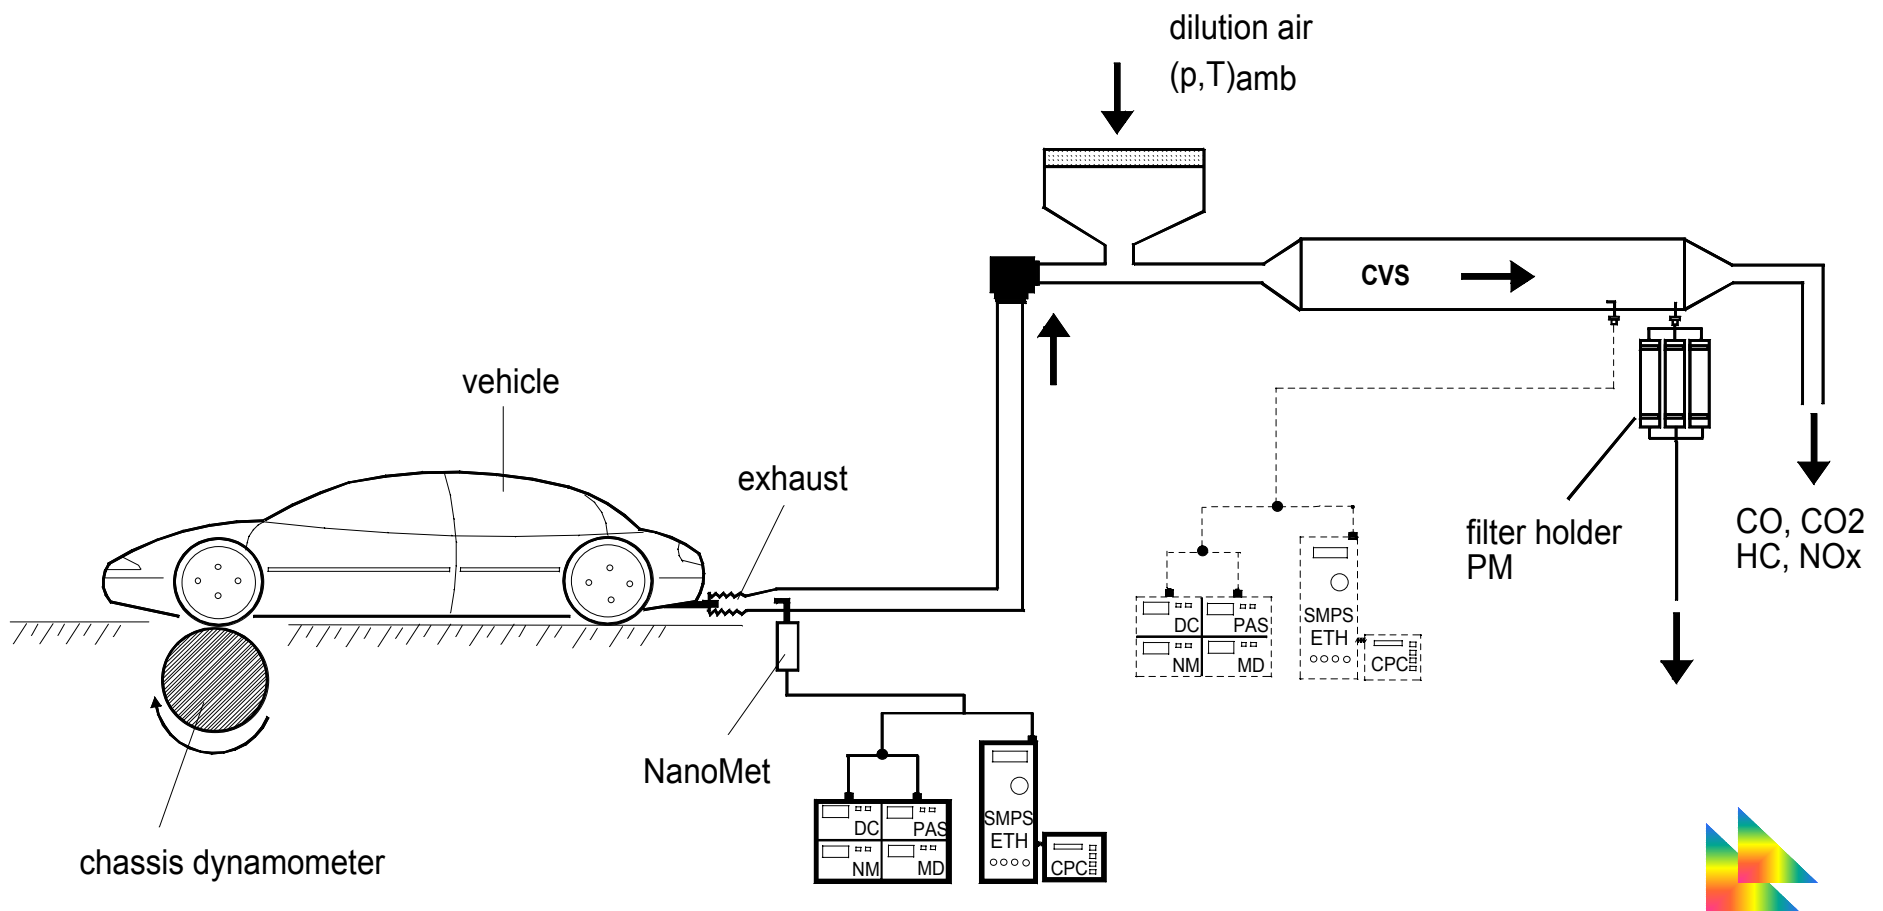 dilution air
(p,T)amb
CVS
vehicle
exhaust
filter holder
PM
CO, CO2
HC, NOx
DC PAS
NM MD
SMPS
ETH
CPC
NanoMet
DC PAS
NM MD
SMPS
ETH
CPC
chassis dynamometer